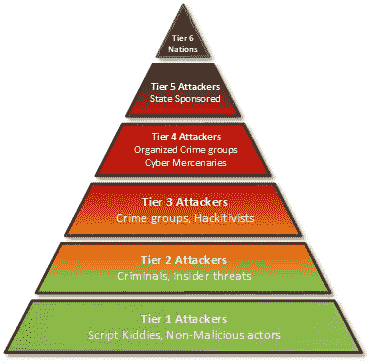 Tier 6
Nations
Tier 5 Attackers
State Sponsored
Tier 4 Attackers
Organized Crime groups
Cyber Mercenaries
Tier 3 Attackers
Crime groups, Hackitivists
Tier 2 Attackers
Criminals, Insider threats
Tier 1 Attackers
Script Kiddies, Non-Malicious actors